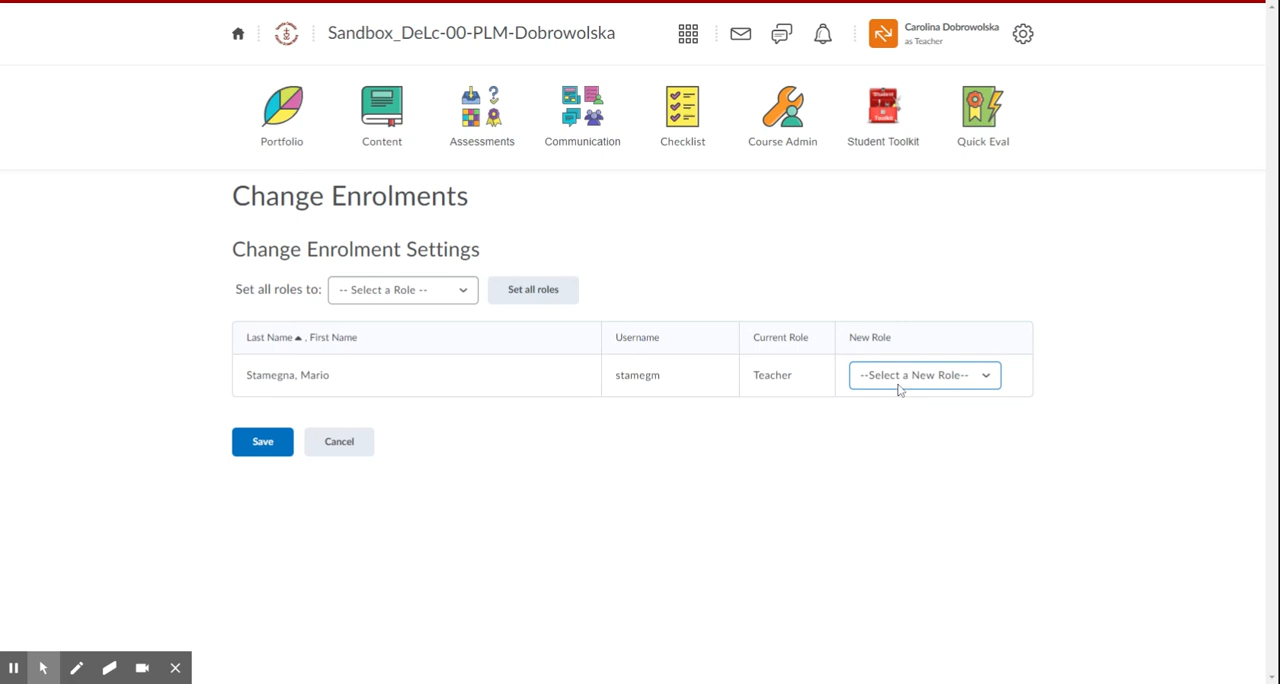 Sandbox_DeLc-00-PLM-Dobrowolska
Carolina Dobrowolska
as Teacher
Portfolio
Content
Assessments
Communication
Checklist
Course Admin
Student Toolkit
Quick Eval
Change Enrolments
Change Enrolment Settings
Set all roles to: -- Select a Role -- Set all roles
Last Name , First Name Username Current Role New Role
Stamegna, Mario stamegm Teacher --Select a New Role--
Save Cancel